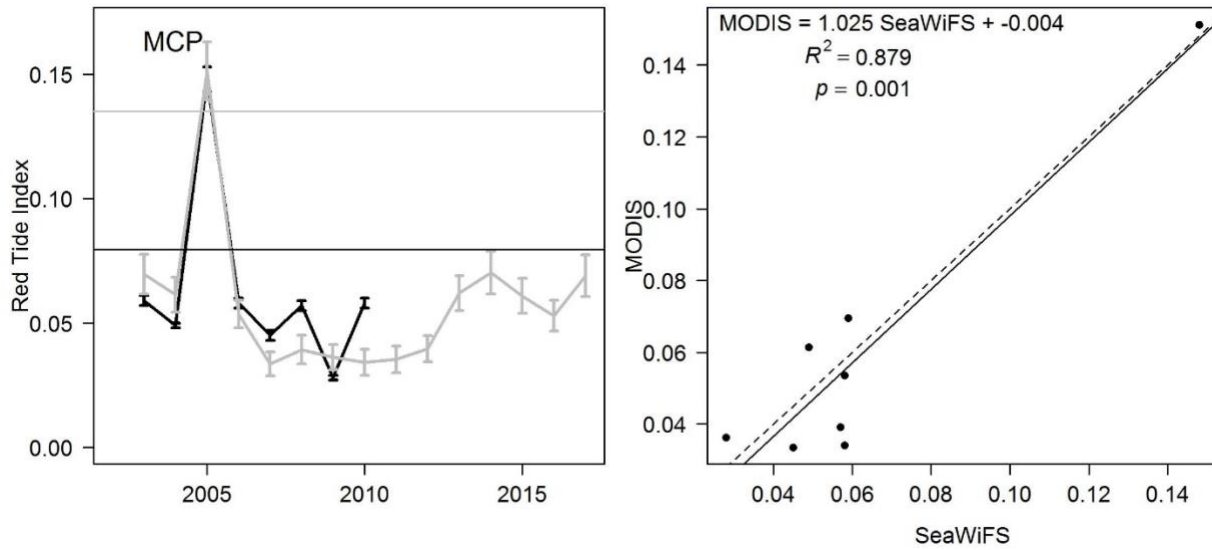 MCP
Red Tide Index
0.15
0.10
0.05
0.00
2005 2010 2015
MODIS = 1.025 SeaWiFS + -0.004
R² = 0.879
p = 0.001
MODIS
0.14
0.12
0.10
0.08
0.06
0.04
0.04 0.06 0.08 0.10 0.12 0.14
SeaWiFS